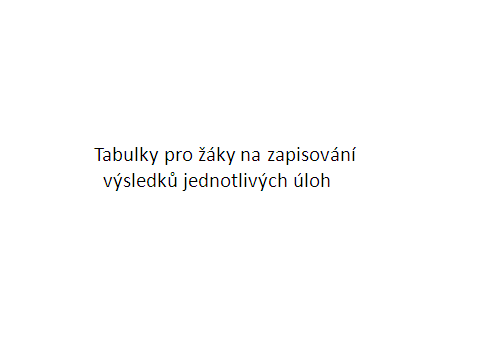 Tabulky pro žáky na zapisování
výsledků jednotlivých úloh